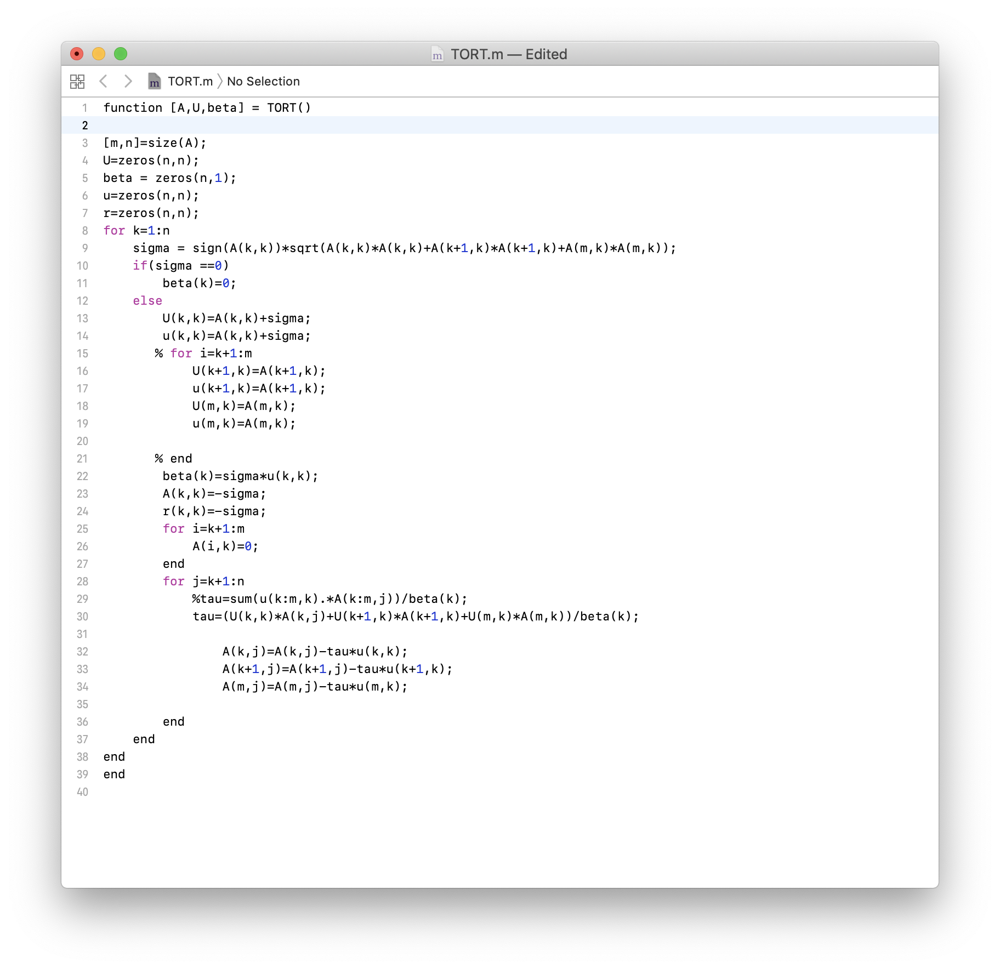 TORT.m — Edited
TORT.m 〉 No Selection
1 function [A,U,beta] = TORT()
2
3 [m,n]=size(A);
4 U=zeros(n,n);
5 beta = zeros(n,1);
6 u=zeros(n,n);
7 r=zeros(n,n);
8 for k=1:n
9     sigma = sign(A(k,k))*sqrt(A(k,k)*A(k,k)+A(k+1,k)*A(k+1,k)+A(m,k)*A(m,k));
10     if(sigma ==0)
11         beta(k)=0;
12     else
13         U(k,k)=A(k,k)+sigma;
14         u(k,k)=A(k,k)+sigma;
15        % for i=k+1:m
16             U(k+1,k)=A(k+1,k);
17             u(k+1,k)=A(k+1,k);
18             U(m,k)=A(m,k);
19             u(m,k)=A(m,k);
20
21        % end
22         beta(k)=sigma*u(k,k);
23         A(k,k)=-sigma;
24         r(k,k)=-sigma;
25         for i=k+1:m
26             A(i,k)=0;
27         end
28         for j=k+1:n
29             %tau=sum(u(k:m,k).*A(k:m,j))/beta(k);
30             tau=(U(k,k)*A(k,j)+U(k+1,k)*A(k+1,k)+U(m,k)*A(m,k))/beta(k);
31
32                 A(k,j)=A(k,j)-tau*u(k,k);
33                 A(k+1,j)=A(k+1,j)-tau*u(k+1,k);
34                 A(m,j)=A(m,j)-tau*u(m,k);
35
36         end
37     end
38 end
39 end
40